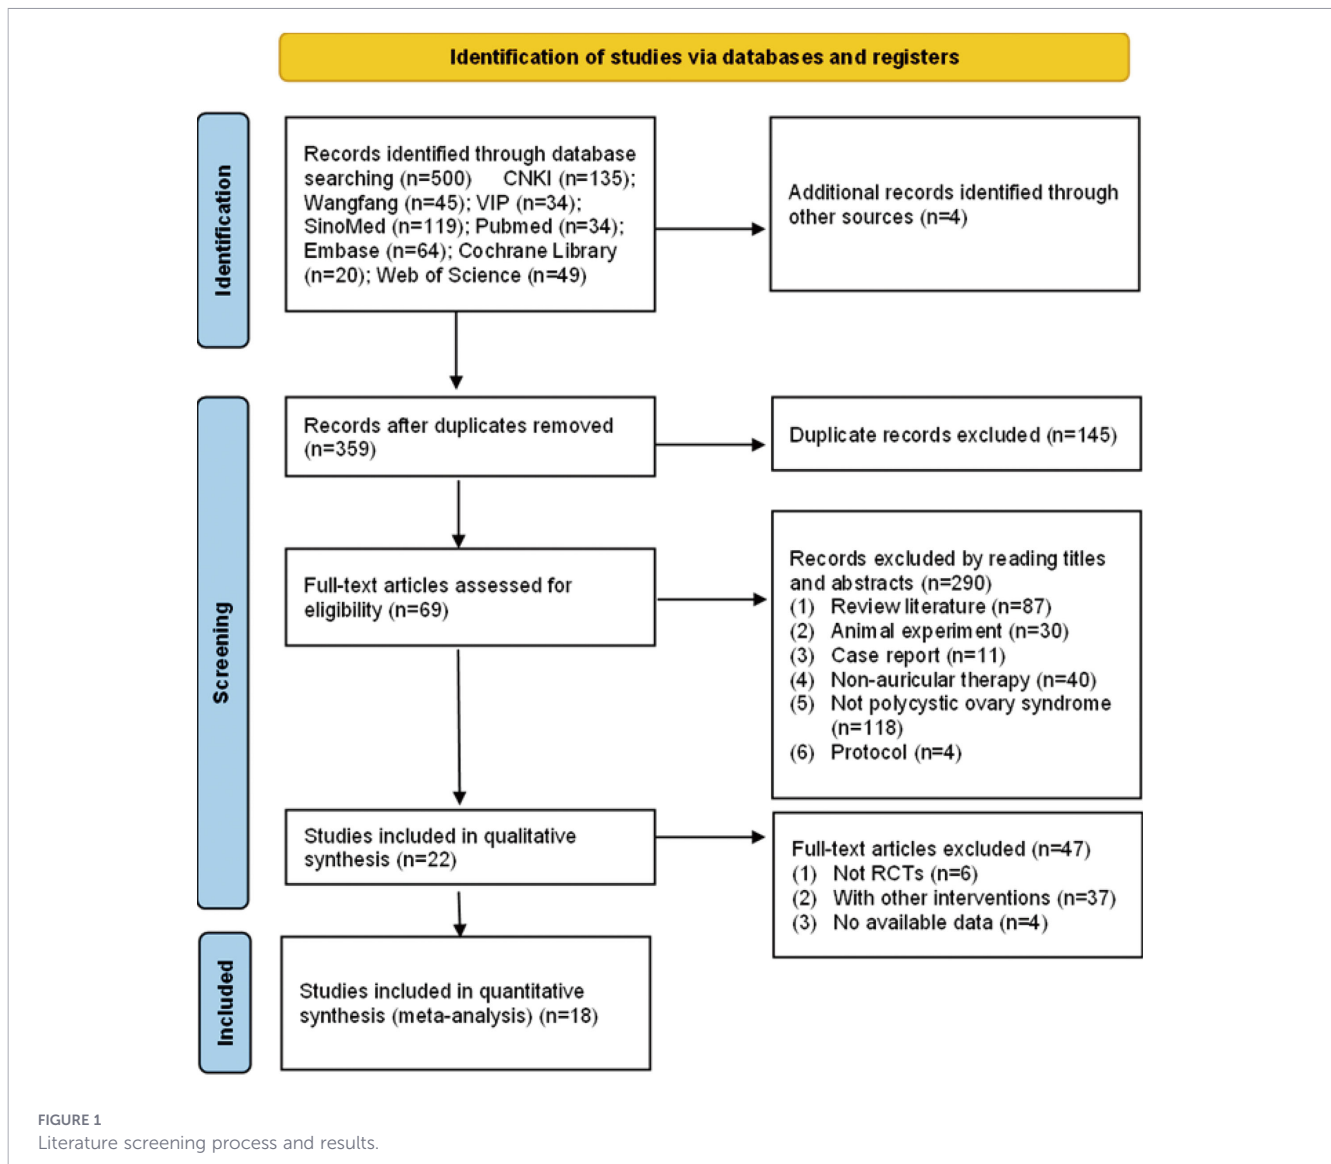 Identification of studies via databases and registers
Identification
Records identified through database
searching (n=500) CNKI (n=135);
Wangfang (n=45); VIP (n=34);
SinoMed (n=119); Pubmed (n=34);
Embase (n=64); Cochrane Library
(n=20); Web of Science (n=49)
Additional records identified through
other sources (n=4)
Screening
Records after duplicates removed
(n=359)
Duplicate records excluded (n=145)
Full-text articles assessed for
eligibility (n=69)
Records excluded by reading titles
and abstracts (n=290)
(1) Review literature (n=87)
(2) Animal experiment (n=30)
(3) Case report (n=11)
(4) Non-auricular therapy (n=40)
(5) Not polycystic ovary syndrome
(n=118)
(6) Protocol (n=4)
Studies included in qualitative
synthesis (n=22)
Full-text articles excluded (n=47)
(1) Not RCTs (n=6)
(2) With other interventions (n=37)
(3) No available data (n=4)
Included
Studies included in quantitative
synthesis (meta-analysis) (n=18)
FIGURE 1
Literature screening process and results.